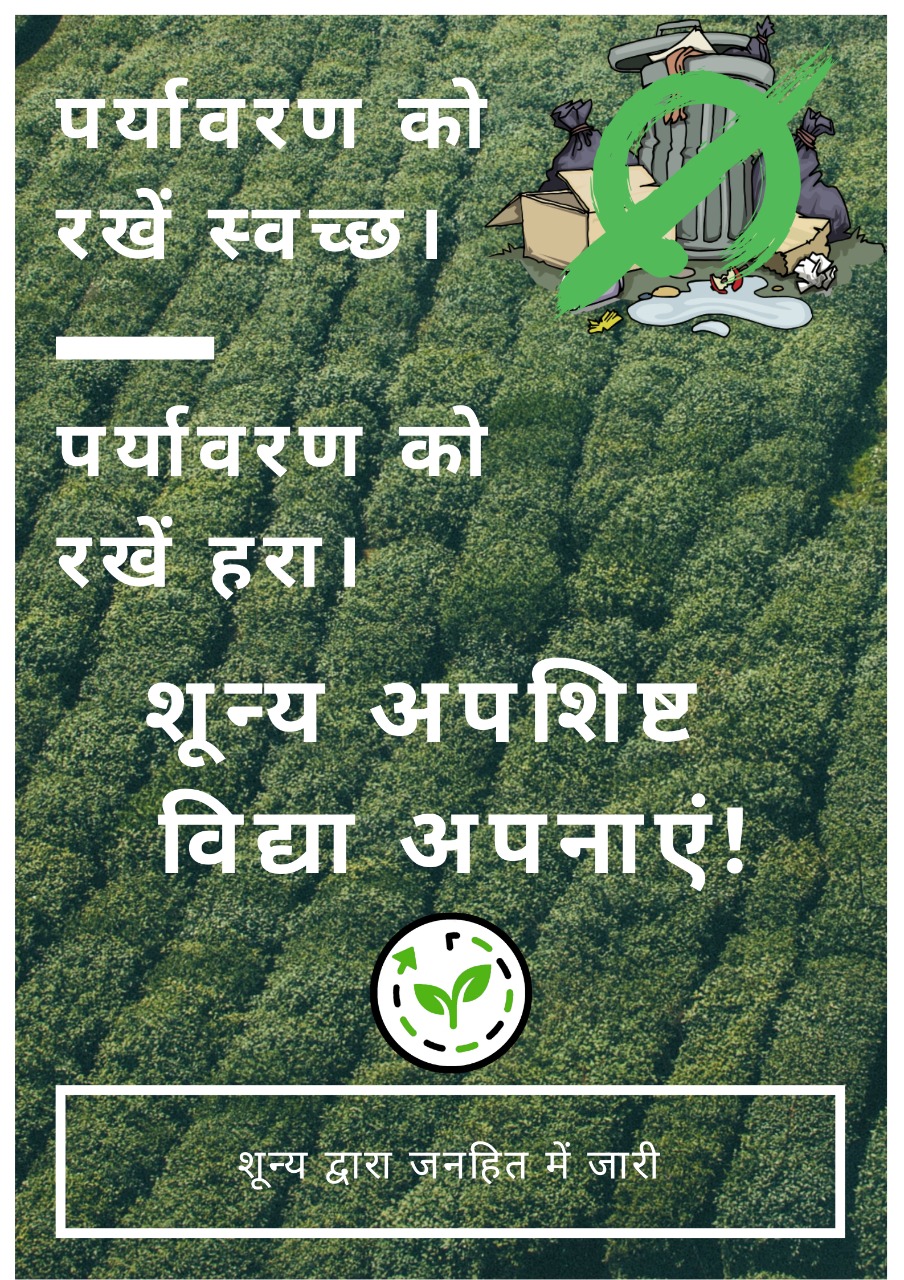 पर्यावरण को
रखें स्वच्छ।
पर्यावरण को
रखें हरा।
शून्य अपशिष्ट
विद्या अपनाएं!
शून्य द्वारा जनहित में जारी